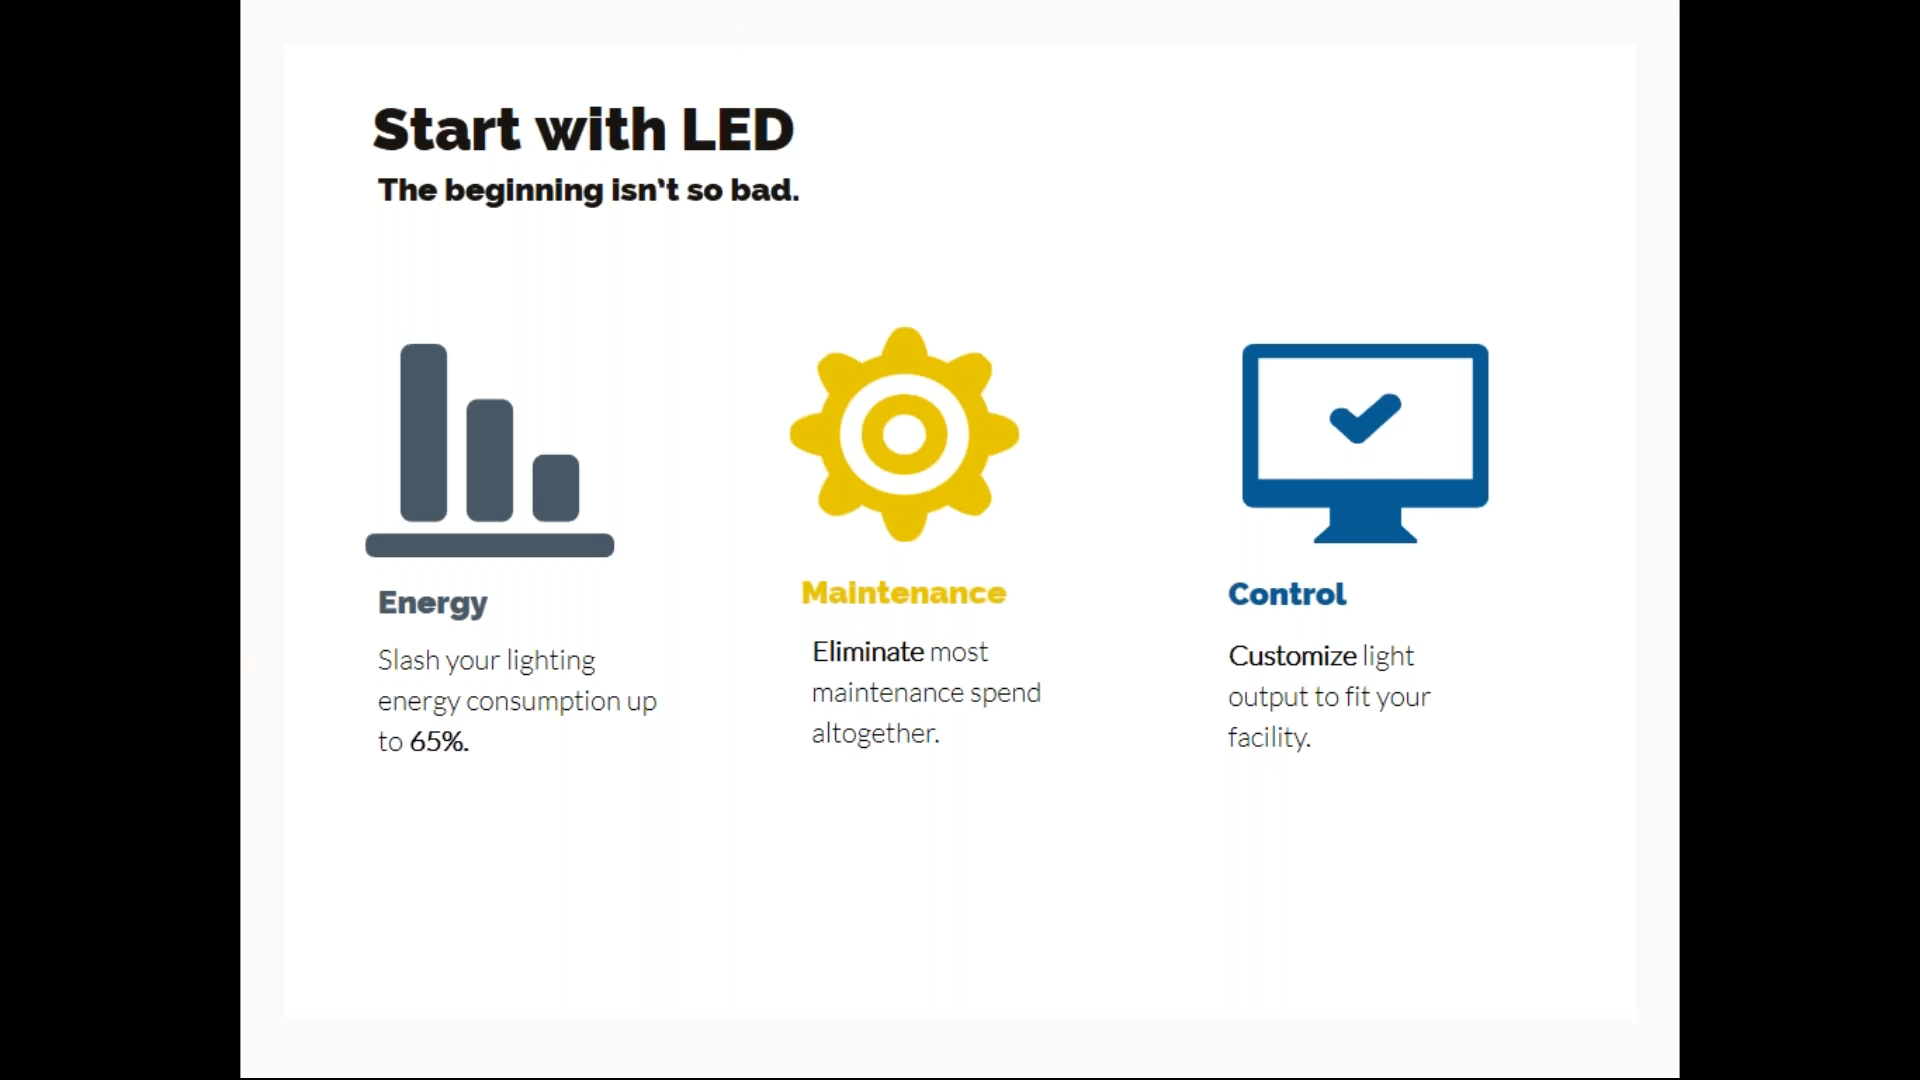 Start with LED
The beginning isn't so bad.
Energy
Slash your lighting
energy consumption up
to 65%.
Maintenance
Eliminate most
maintenance spend
altogether.
Control
Customize light
output to fit your
facility.